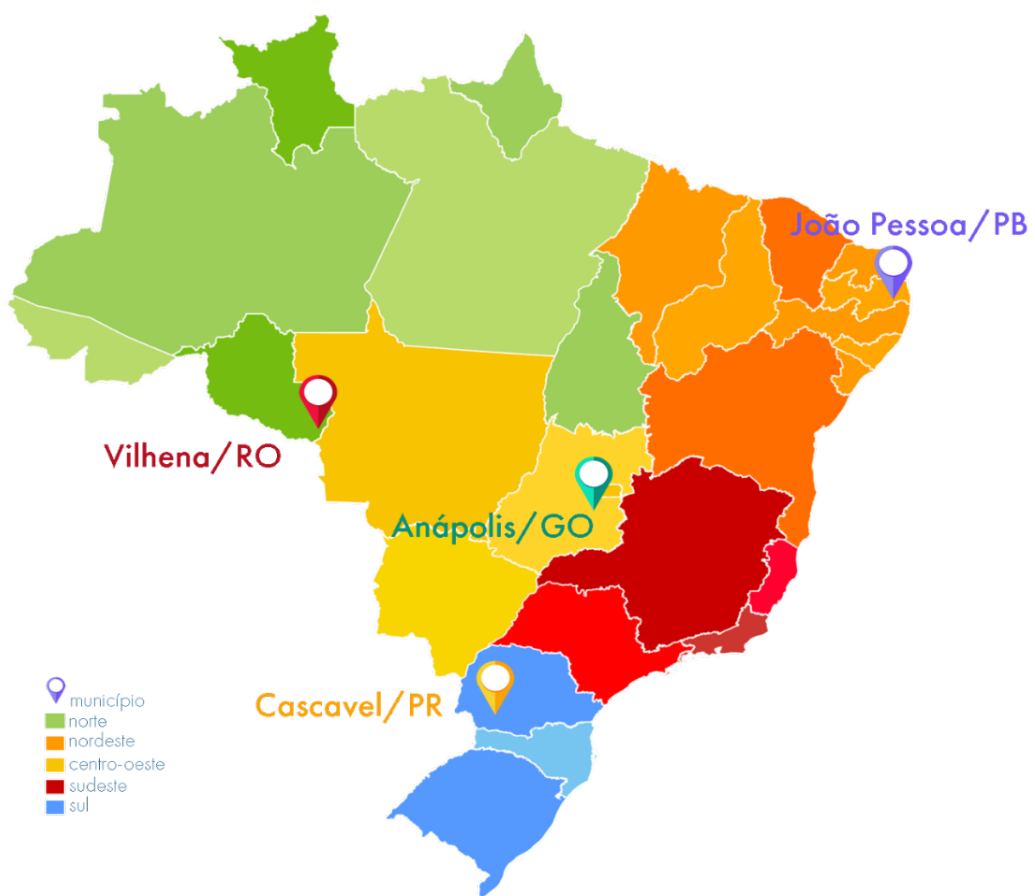 João Pessoa/PB
Vilhena/RO
Anápolis/GO
Cascavel/PR
município
norte
nordeste
centro-oeste
sudeste
sul